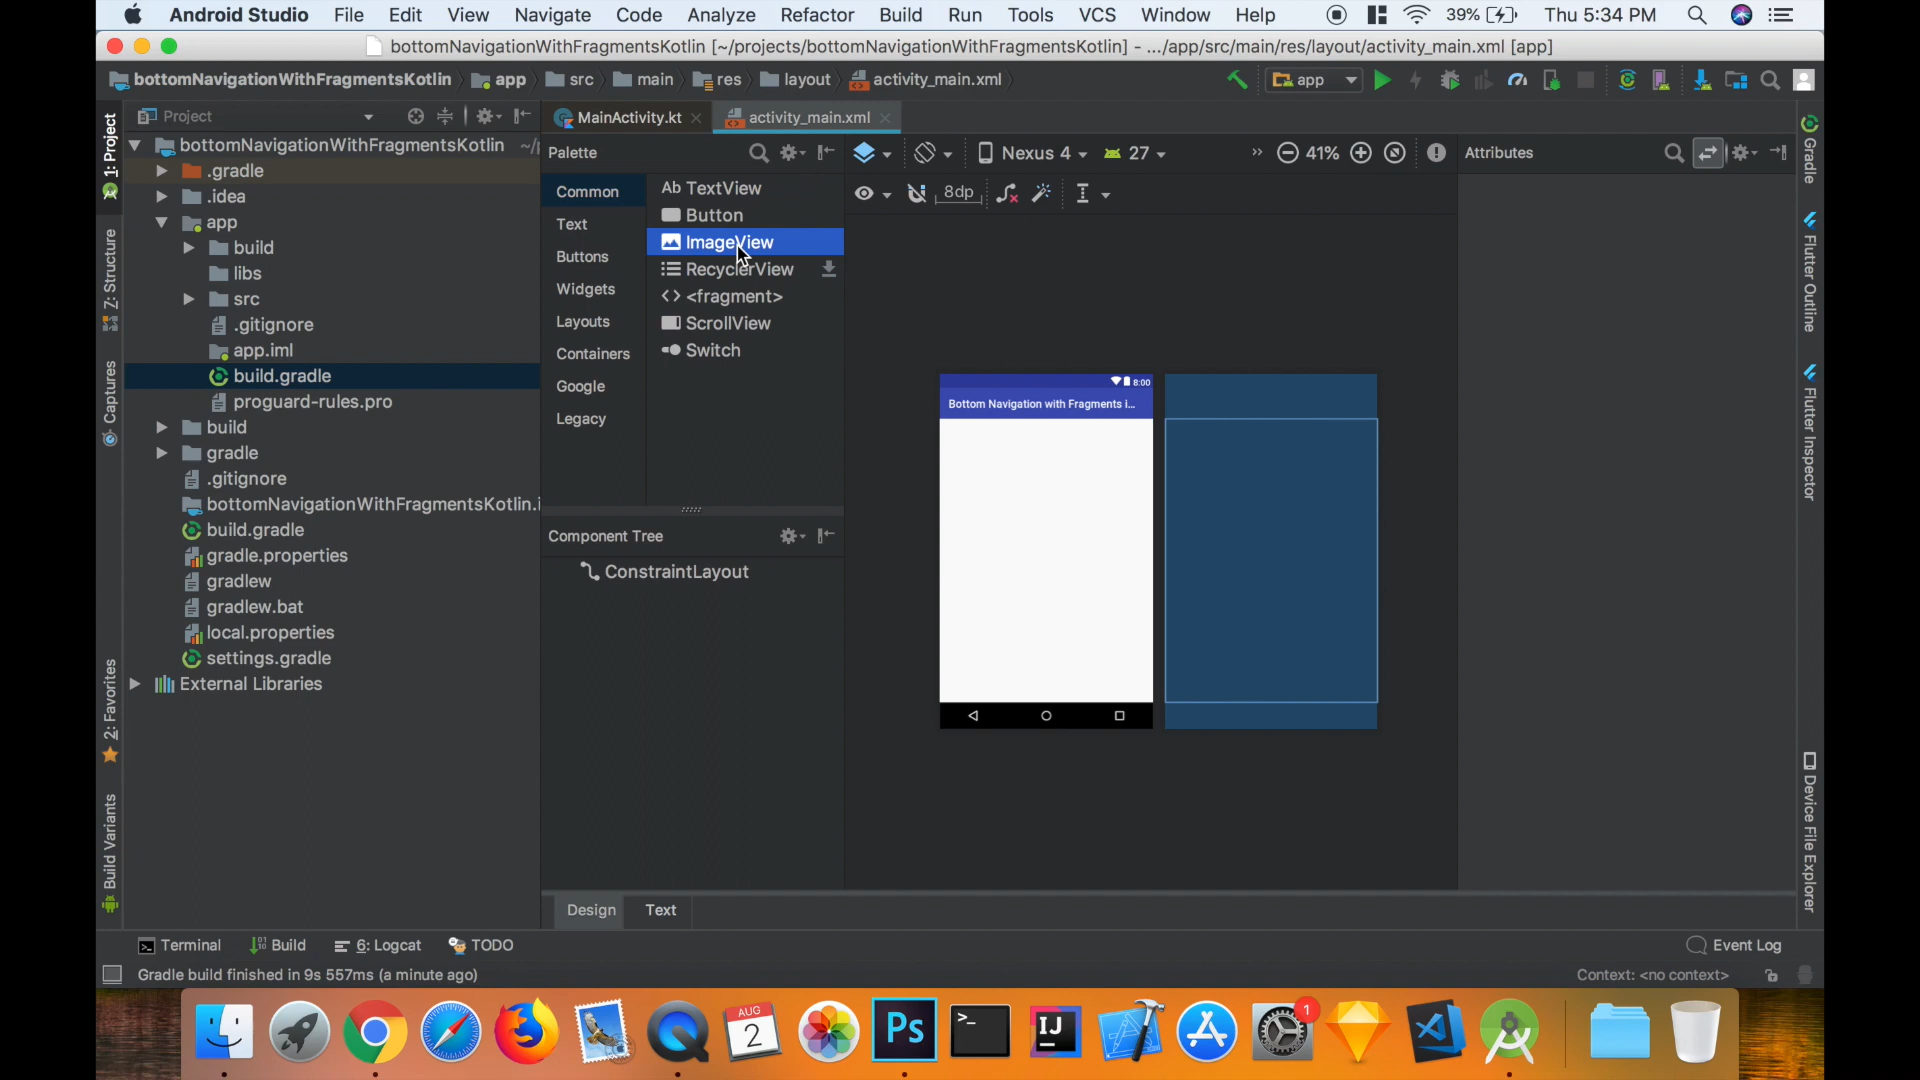 Android Studio File Edit View Navigate Code Analyze Refactor Build Run Tools VCS Window Help 39% Thu 5:34 PM
bottomNavigationWithFragmentsKotlin [~/projects/bottomNavigationWithFragmentsKotlin] - .../app/src/main/res/layout/activity_main.xml [app]
bottomNavigationWithFragmentsKotlin app src main res layout activity_main.xml app
Project MainActivity.kt activity_main.xml
1: Project
Z: Structure
Captures
2: Favorites
Build Variants
bottomNavigationWithFragmentsKotlin ~/
.gradle
.idea
app
build
libs
src
.gitignore
app.iml
build.gradle
proguard-rules.pro
build
gradle
.gitignore
bottomNavigationWithFragmentsKotlin.i
build.gradle
gradle.properties
gradlew
gradlew.bat
local.properties
settings.gradle
External Libraries
Palette
Common
Text
Buttons
Widgets
Layouts
Containers
Google
Legacy
Ab TextView
Button
ImageView
RecyclerView
<fragment>
ScrollView
Switch
Component Tree
ConstraintLayout
Nexus 4 27 » 41%
8dp
8:00
Bottom Navigation with Fragments i...
Attributes
Gradle
Flutter Outline
Flutter Inspector
Device File Explorer
Design Text
Terminal Build 6: Logcat TODO Event Log
Gradle build finished in 9s 557ms (a minute ago) Context: <no context>
AUG
2
Ps
>_
IJ
1